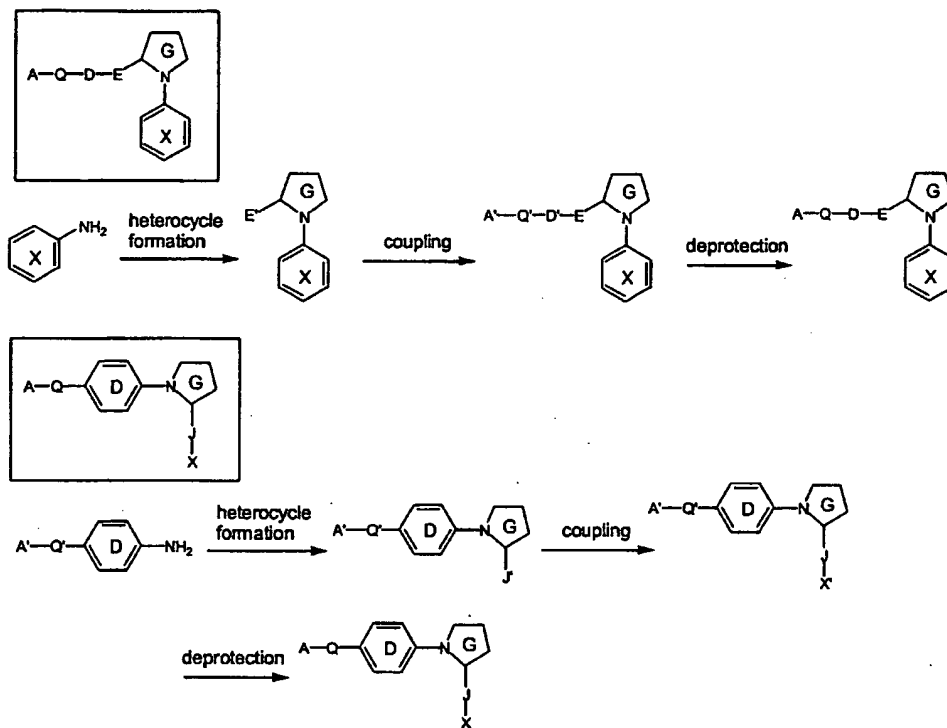 G
A-Q-D-E
N
X
NH2
X
heterocycle formation
E'
G
N
X
coupling
A'-Q'-D'-E
G
N
X
deprotection
A-Q-D-E
G
N
X
A-Q
D
N
G
J
X
A'-Q'
D
NH2
heterocycle formation
A'-Q'
D
N
G
J'
coupling
A'-Q'
D
N
G
J
X'
deprotection
A-Q
D
N
G
J
X